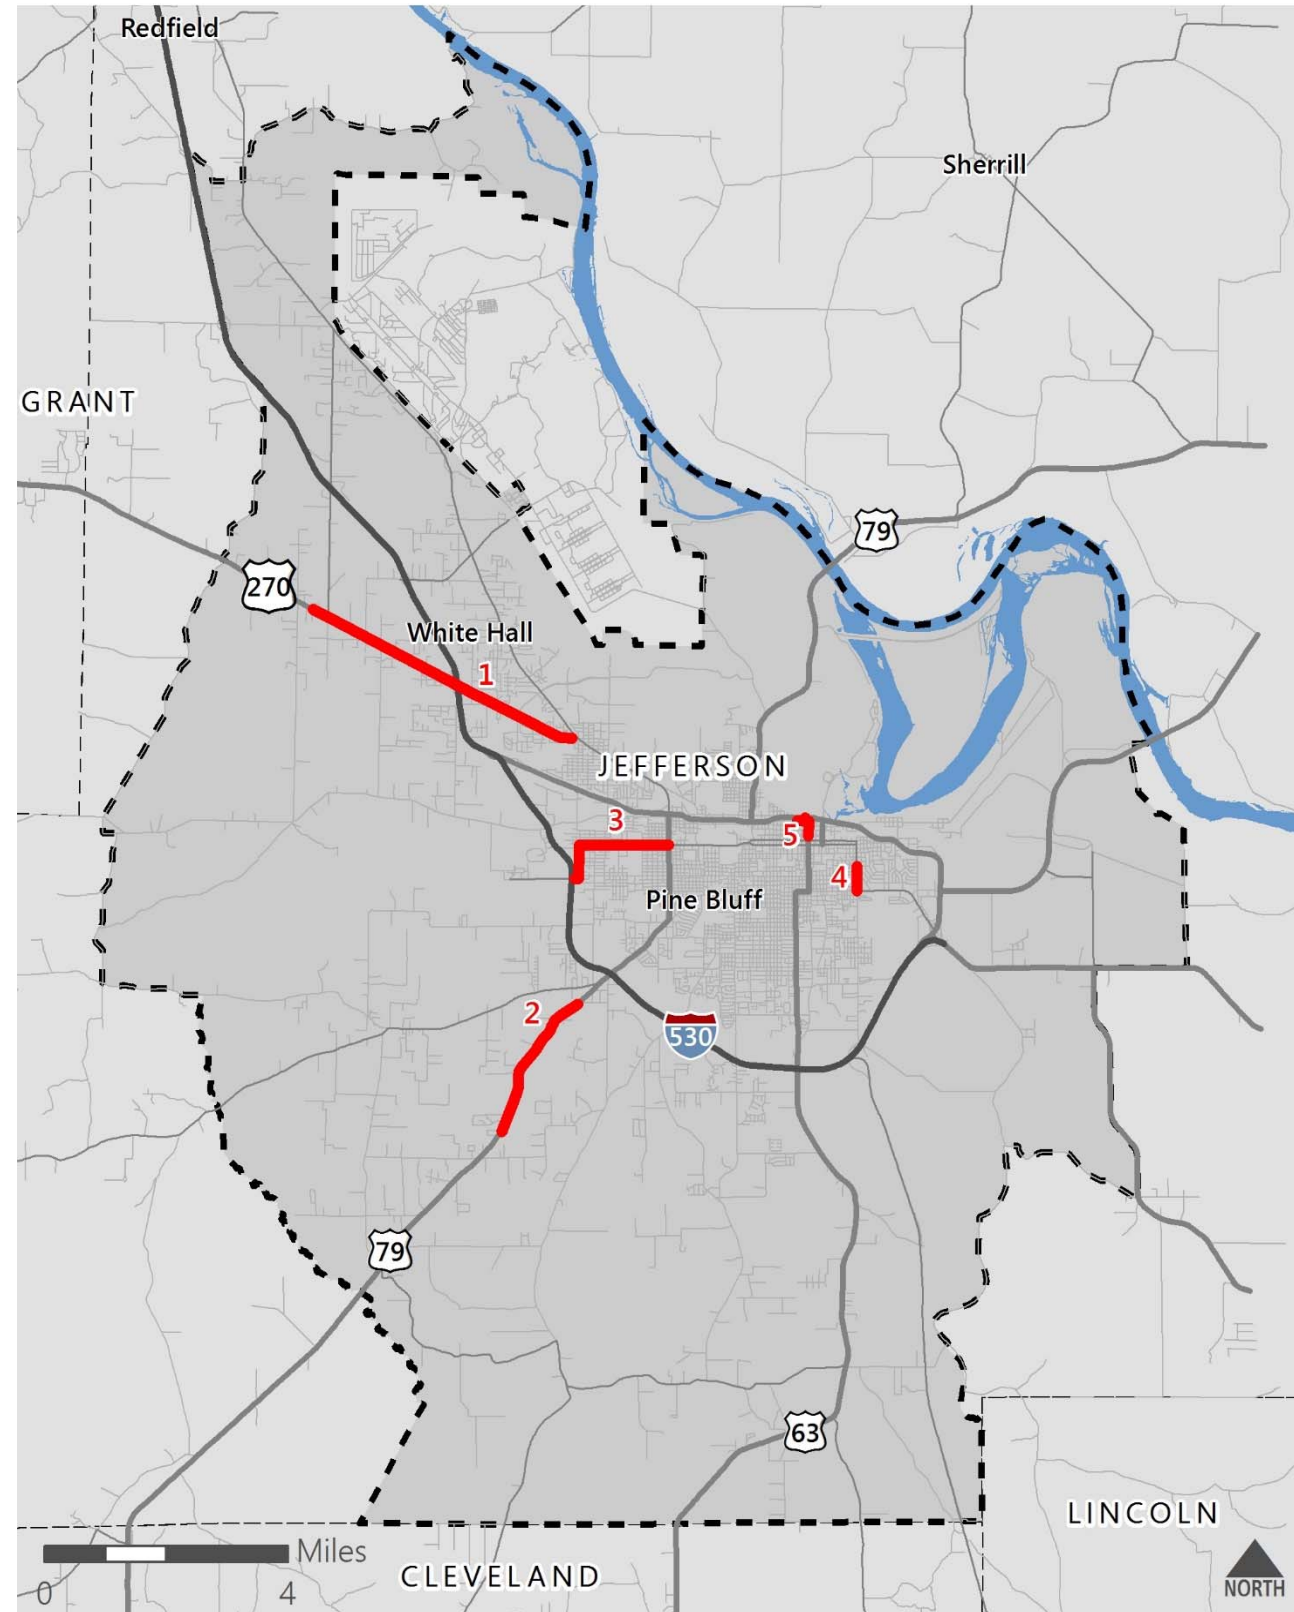 Redfield
Sherrill
GRANT
79
270
White Hall
1
JEFFERSON
3
5
4
Pine Bluff
2
530
79
63
LINCOLN
Miles
0 4
CLEVELAND
NORTH